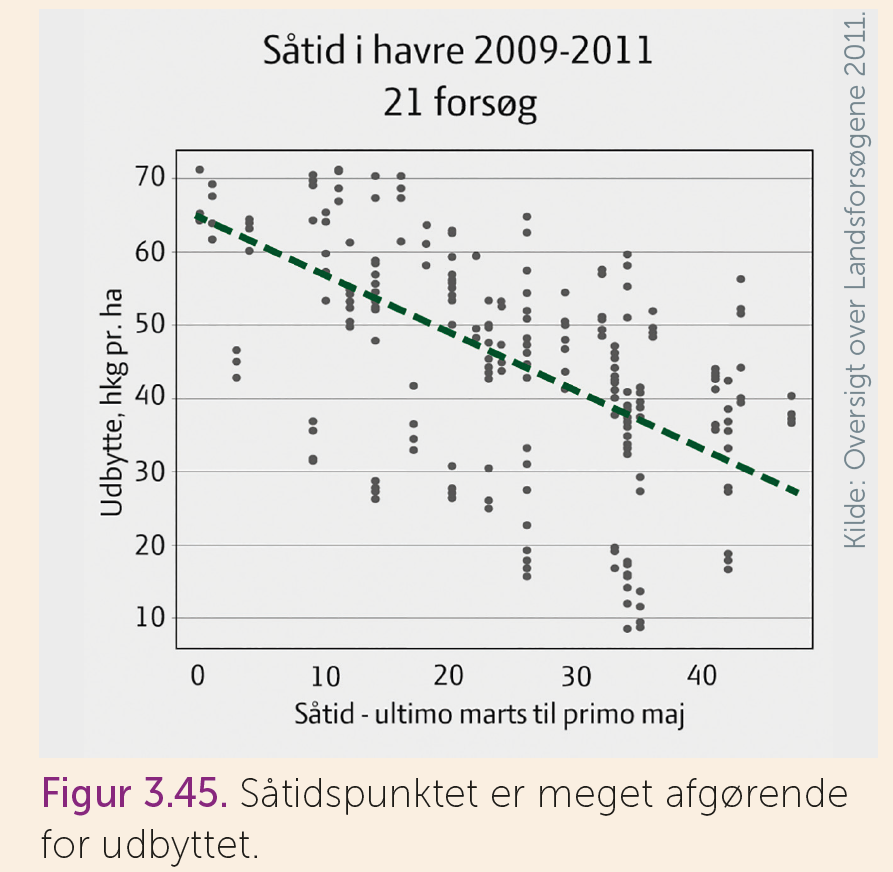 Såtid i havre 2009-2011
21 forsøg
Kilde: Oversigt over Landsforsøgene 2011.
Udbytte, hkg pr. ha
70
60
50
40
30
20
10
0 10 20 30 40
Såtid - ultimo marts til primo maj
Figur 3.45. Såtidspunktet er meget afgørende
for udbyttet.